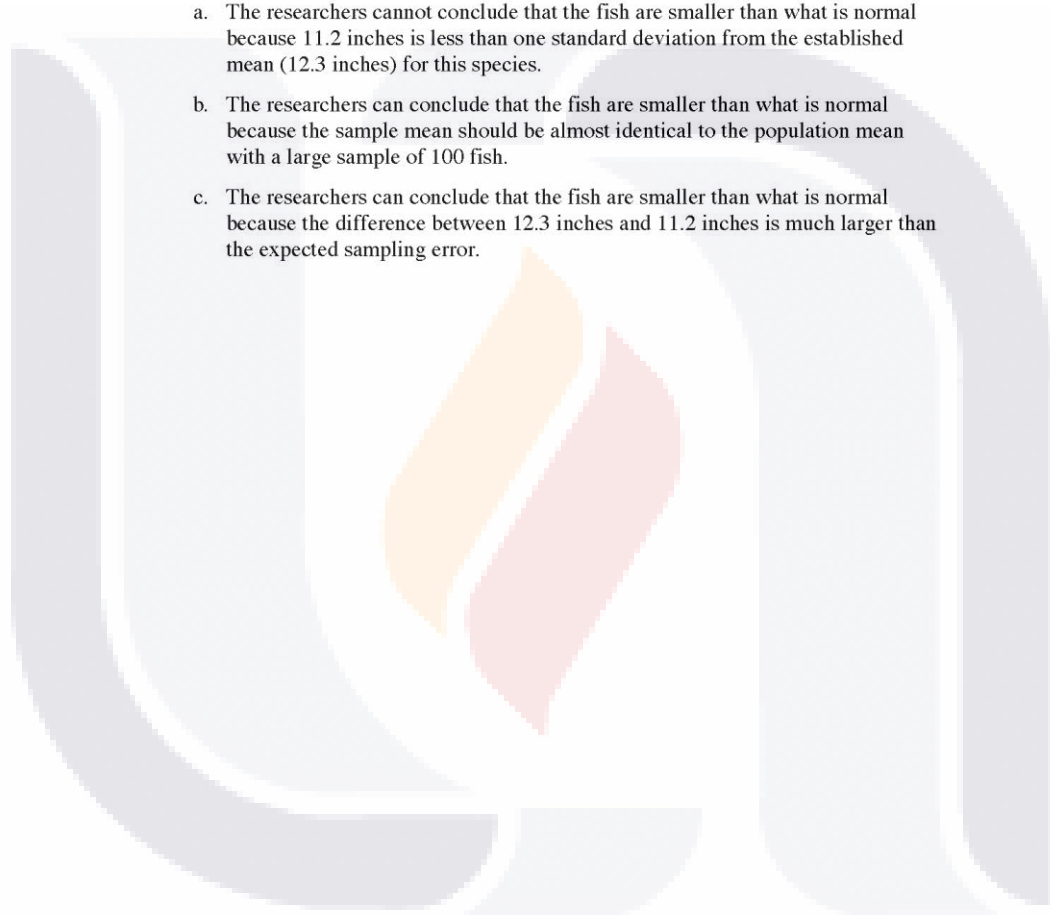 a. The researchers cannot conclude that the fish are smaller than what is normal
because 11.2 inches is less than one standard deviation from the established
mean (12.3 inches) for this species.
b. The researchers can conclude that the fish are smaller than what is normal
because the sample mean should be almost identical to the population mean
with a large sample of 100 fish.
c. The researchers can conclude that the fish are smaller than what is normal
because the difference between 12.3 inches and 11.2 inches is much larger than
the expected sampling error.